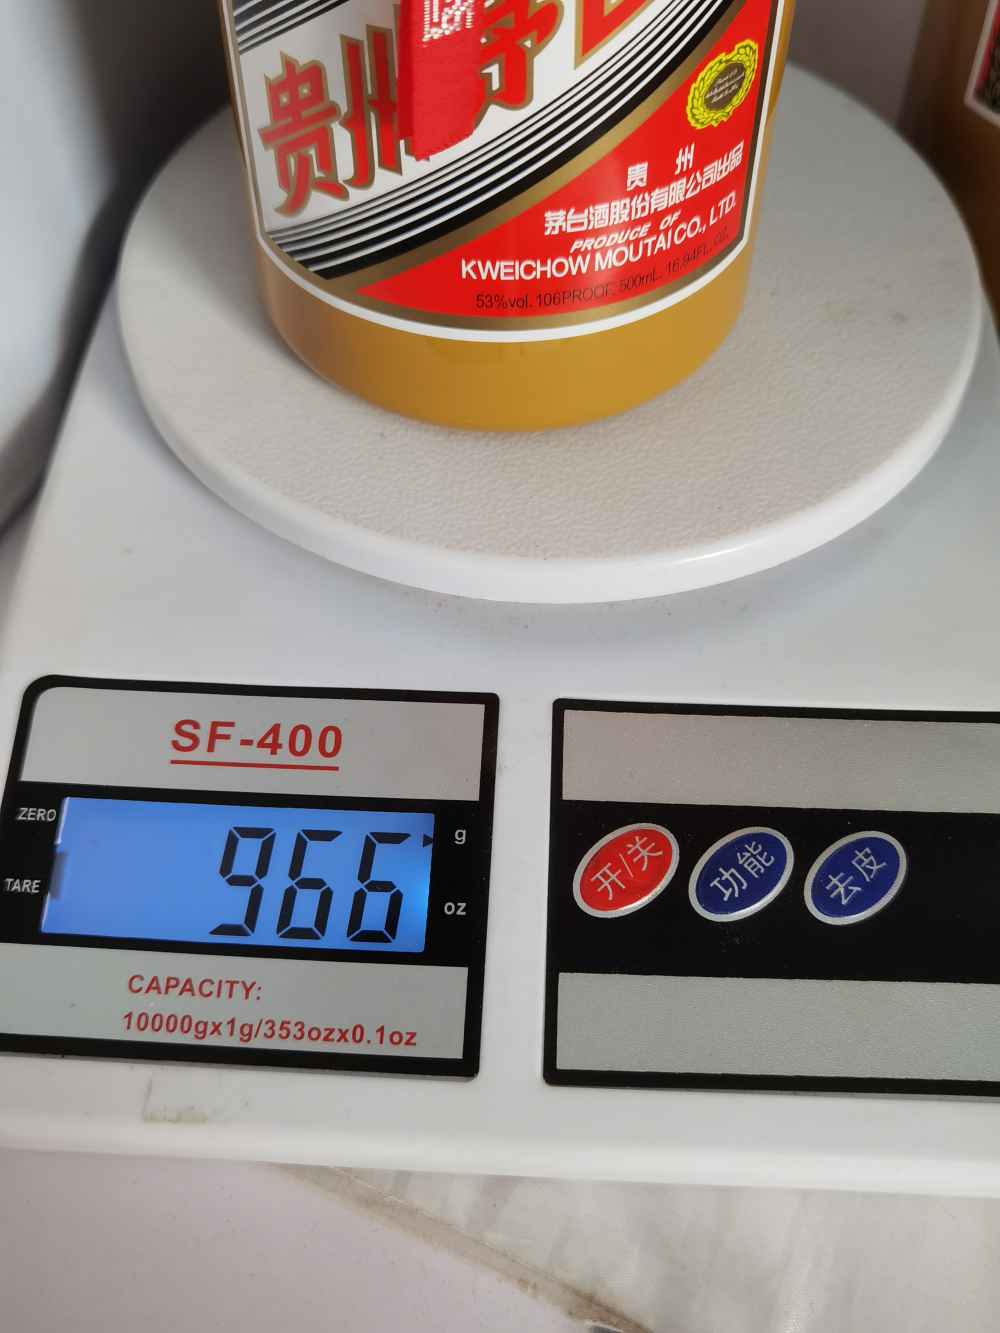 贵州茅
贵 州
茅台酒股份有限公司出品
PRODUCE OF
KWEICHOW MOUTAI CO., LTD.
53%vol. 106PROOF. 500mL. 16.94FL. OZ.
SF-400
ZERO
TARE
966
g
oz
开/关
功能
去皮
CAPACITY:
10000gx1g/353ozx0.1oz